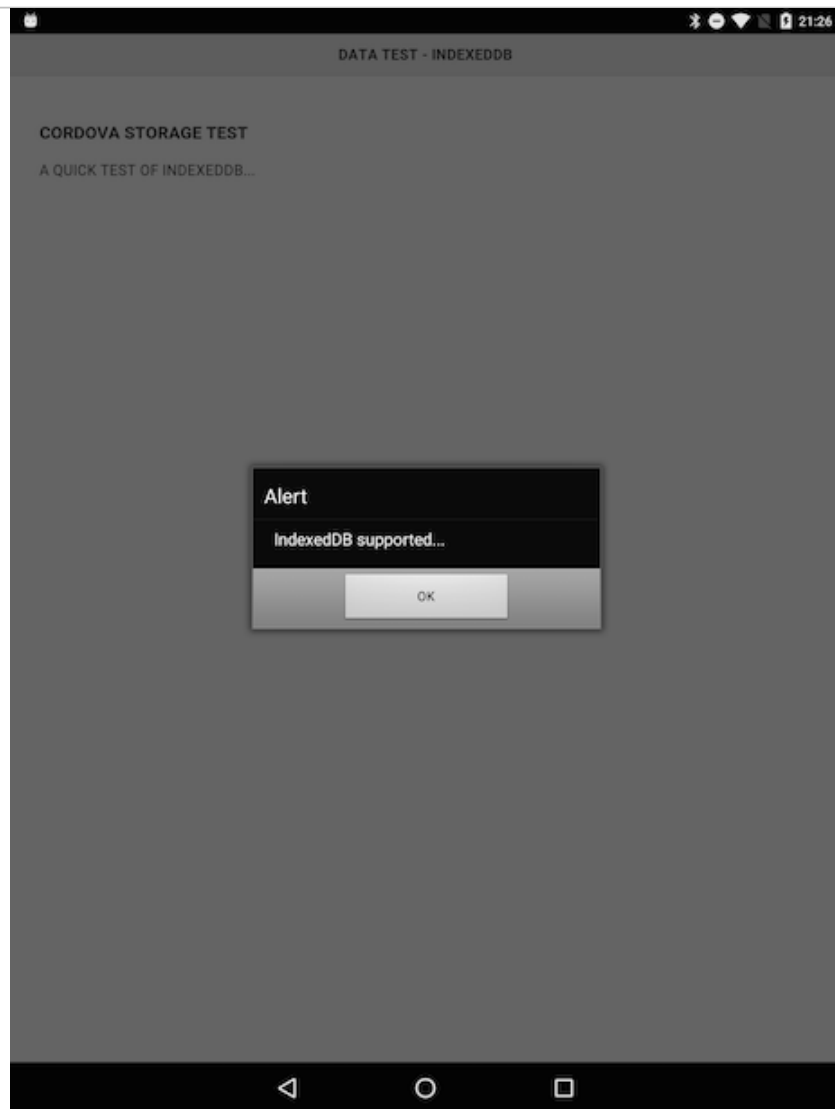 21:26
DATA TEST - INDEXEDDB
CORDOVA STORAGE TEST
A QUICK TEST OF INDEXEDDB...
Alert
IndexedDB supported...
OK